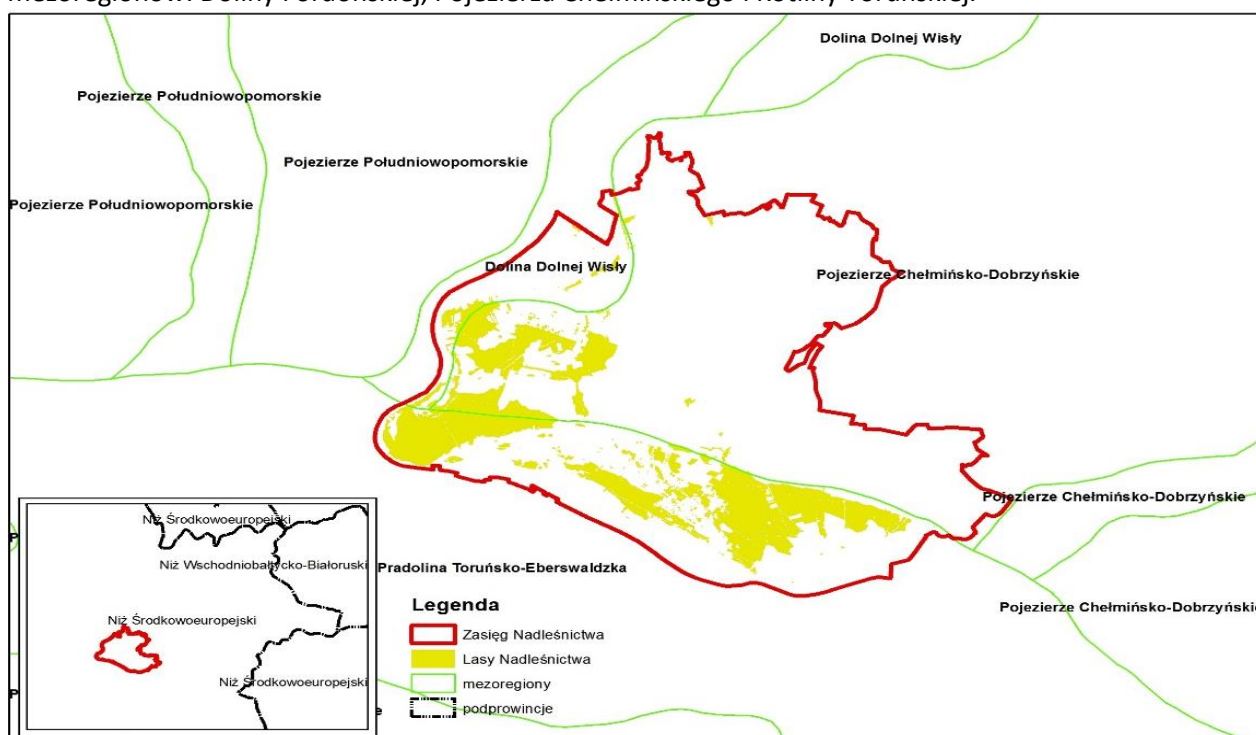 mezoregionowi Doliny Fordońskiej, Pojezierza Chełmińskiego i Kotliny Toruńskiej.
Dolina Dolnej Wisły
Pojezierze Południowopomorskie
Pojezierze Południowopomorskie
Pojezierze Południowopomorskie
Dolina Dolnej Wisły
Pojezierze Chełmińsko-Dobrzyńskie
Pojezierze Chełmińsko-Dobrzyńskie
Niż Środkowoeuropejski
Niż Wschodniobałtycko-Białoruski
Pradolina Toruńsko-Eberswaldzka
Niż Środkowoeuropejski
Pojezierze Chełmińsko-Dobrzyńskie
Niż Środkowoeuropejski
Legenda
Zasięg Nadleśnictwa
Lasy Nadleśnictwa
mezoregiony
podprowincje